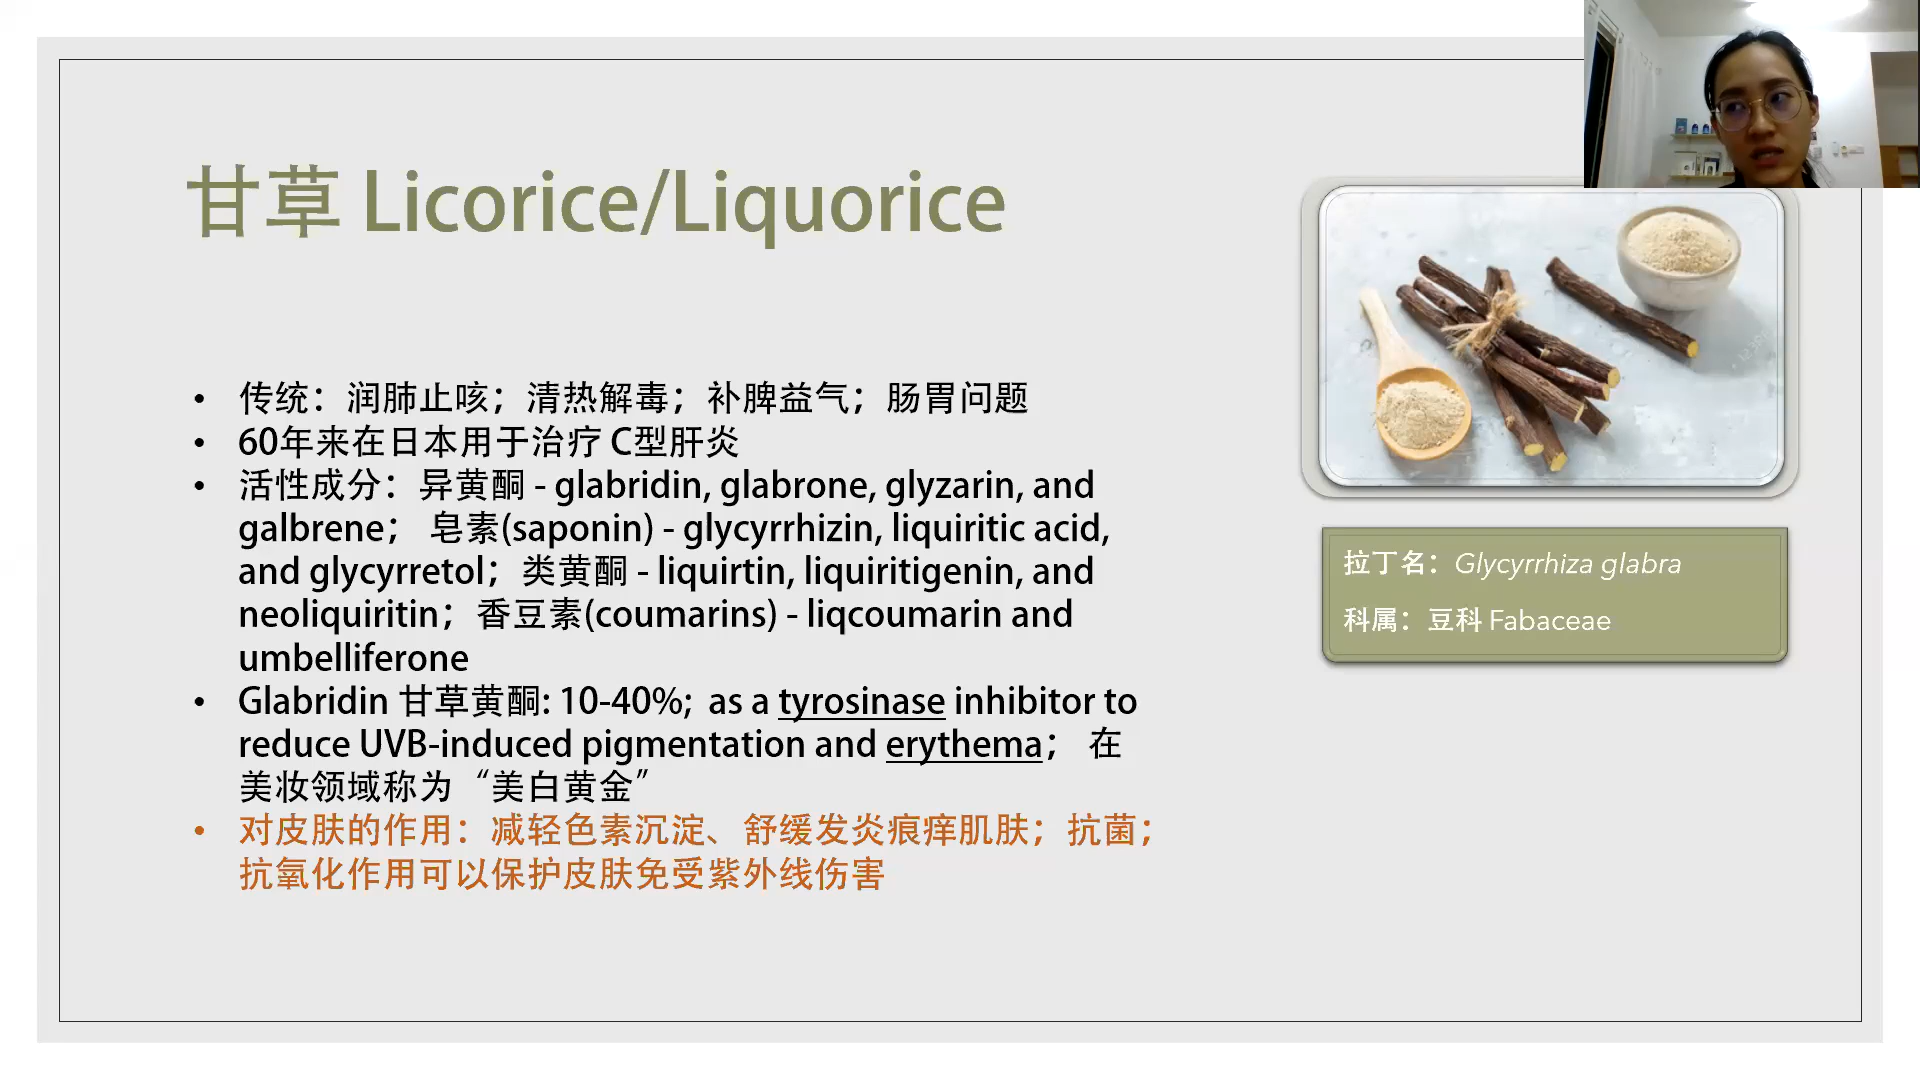 甘草 Licorice/Liquorice
• 传统：润肺止咳；清热解毒；补脾益气；肠胃问题
• 60年来在日本用于治疗 C型肝炎
• 活性成分：异黄酮 - glabridin, glabrone, glyzarin, and
galbrene； 皂素(saponin) - glycyrrhizin, liquiritic acid,
and glycyrretol；类黄酮 - liquirtin, liquiritigenin, and
neoliquiritin；香豆素(coumarins) - liqcoumarin and
umbelliferone
• Glabridin 甘草黄酮: 10-40%; as a tyrosinase inhibitor to
reduce UVB-induced pigmentation and erythema； 在
美妆领域称为“美白黄金”
• 对皮肤的作用：减轻色素沉淀、舒缓发炎痕痒肌肤；抗菌；
抗氧化作用可以保护皮肤免受紫外线伤害
拉丁名：Glycyrrhiza glabra
科属：豆科 Fabaceae